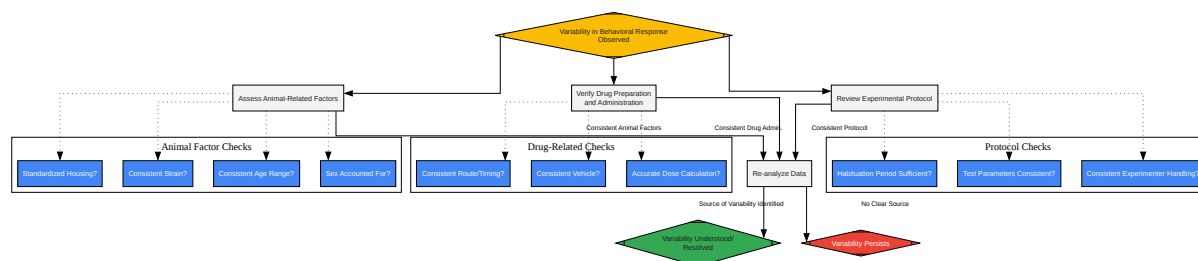 Variability in Behavioral Response
Observed
Assess Animal-Related Factors
Verify Drug Preparation
and Administration
Review Experimental Protocol
Consistent Animal Factors
Consistent Drug Admin.
Consistent Protocol
Animal Factor Checks
Drug-Related Checks
Protocol Checks
Standardized Housing?
Consistent Strain?
Consistent Age Range?
Sex Accounted For?
Consistent Route/Timing?
Consistent Vehicle?
Accurate Dose Calculation?
Re-analyze Data
Habituation Period Sufficient?
Test Parameters Consistent?
Consistent Experimenter Handling?
Source of Variability Identified
No Clear Source
Variability Understood/
Resolved
Variability Persists